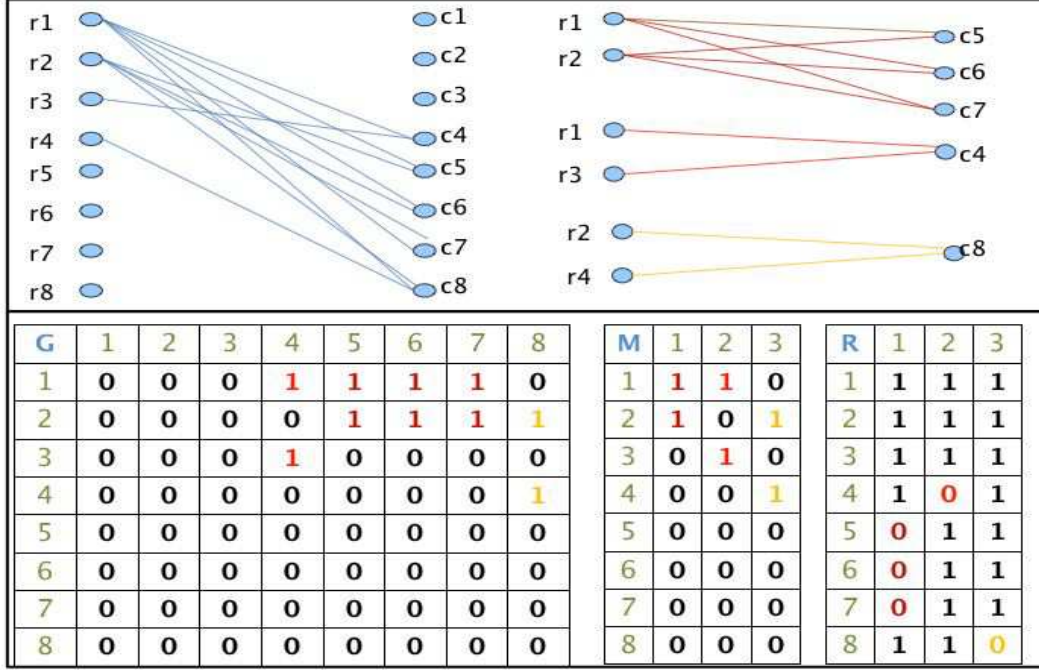 r1
r2
r3
r4
r5
r6
r7
r8
c1
c2
c3
c4
c5
c6
c7
c8
r1
r2
r1
r3
r2
r4
c5
c6
c7
c4
c8
G 1 2 3 4 5 6 7 8
1 0 0 0 1 1 1 1 0
2 0 0 0 0 1 1 1 1
3 0 0 0 1 0 0 0 0
4 0 0 0 0 0 0 0 1
5 0 0 0 0 0 0 0 0
6 0 0 0 0 0 0 0 0
7 0 0 0 0 0 0 0 0
8 0 0 0 0 0 0 0 0
M 1 2 3
1 1 1 0
2 1 0 1
3 0 1 0
4 0 0 1
5 0 0 0
6 0 0 0
7 0 0 0
8 0 0 0
R 1 2 3
1 1 1 1
2 1 1 1
3 1 1 1
4 1 0 1
5 0 1 1
6 0 1 1
7 0 1 1
8 1 1 0